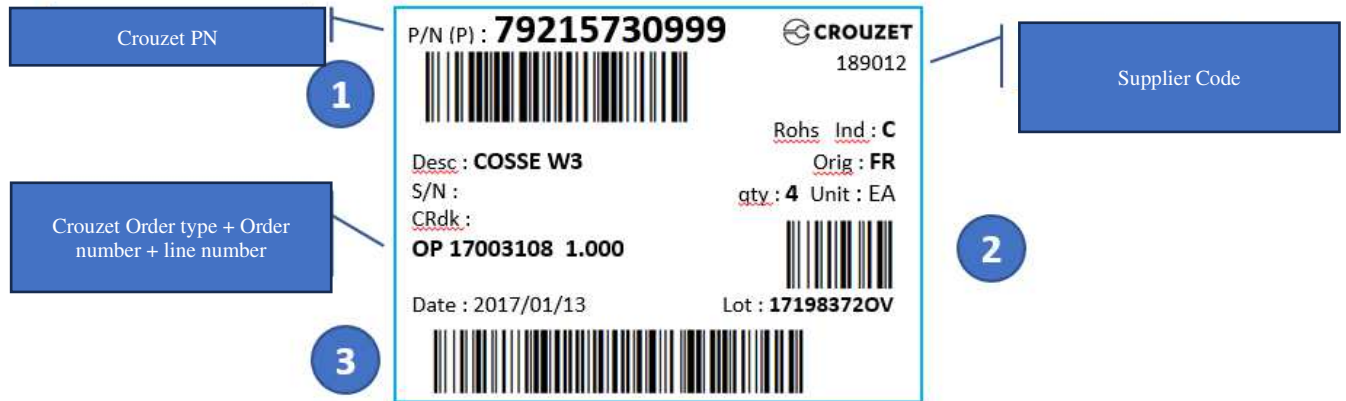 Crouzet PN
1
P/N (P) : 79215730999
CROUZET
189012
Supplier Code
Rohs Ind : C
Desc : COSSE W3
Orig : FR
S/N :
qty : 4 Unit : EA
CRdk :
Crouzet Order type + Order
number + line number
OP 17003108 1.000
2
Date : 2017/01/13
Lot : 17198372OV
3